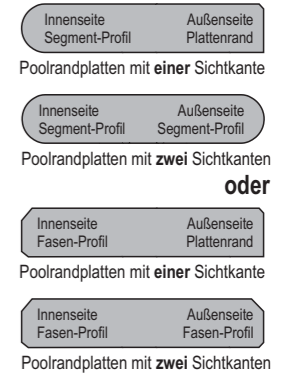 Innenseite Außenseite
Segment-Profil Plattenrand
Poolrandplatten mit einer Sichtkante
Innenseite Außenseite
Segment-Profil Segment-Profil
Poolrandplatten mit zwei Sichtkanten
oder
Innenseite Außenseite
Fasen-Profil Plattenrand
Poolrandplatten mit einer Sichtkante
Innenseite Außenseite
Fasen-Profil Fasen-Profil
Poolrandplatten mit zwei Sichtkanten